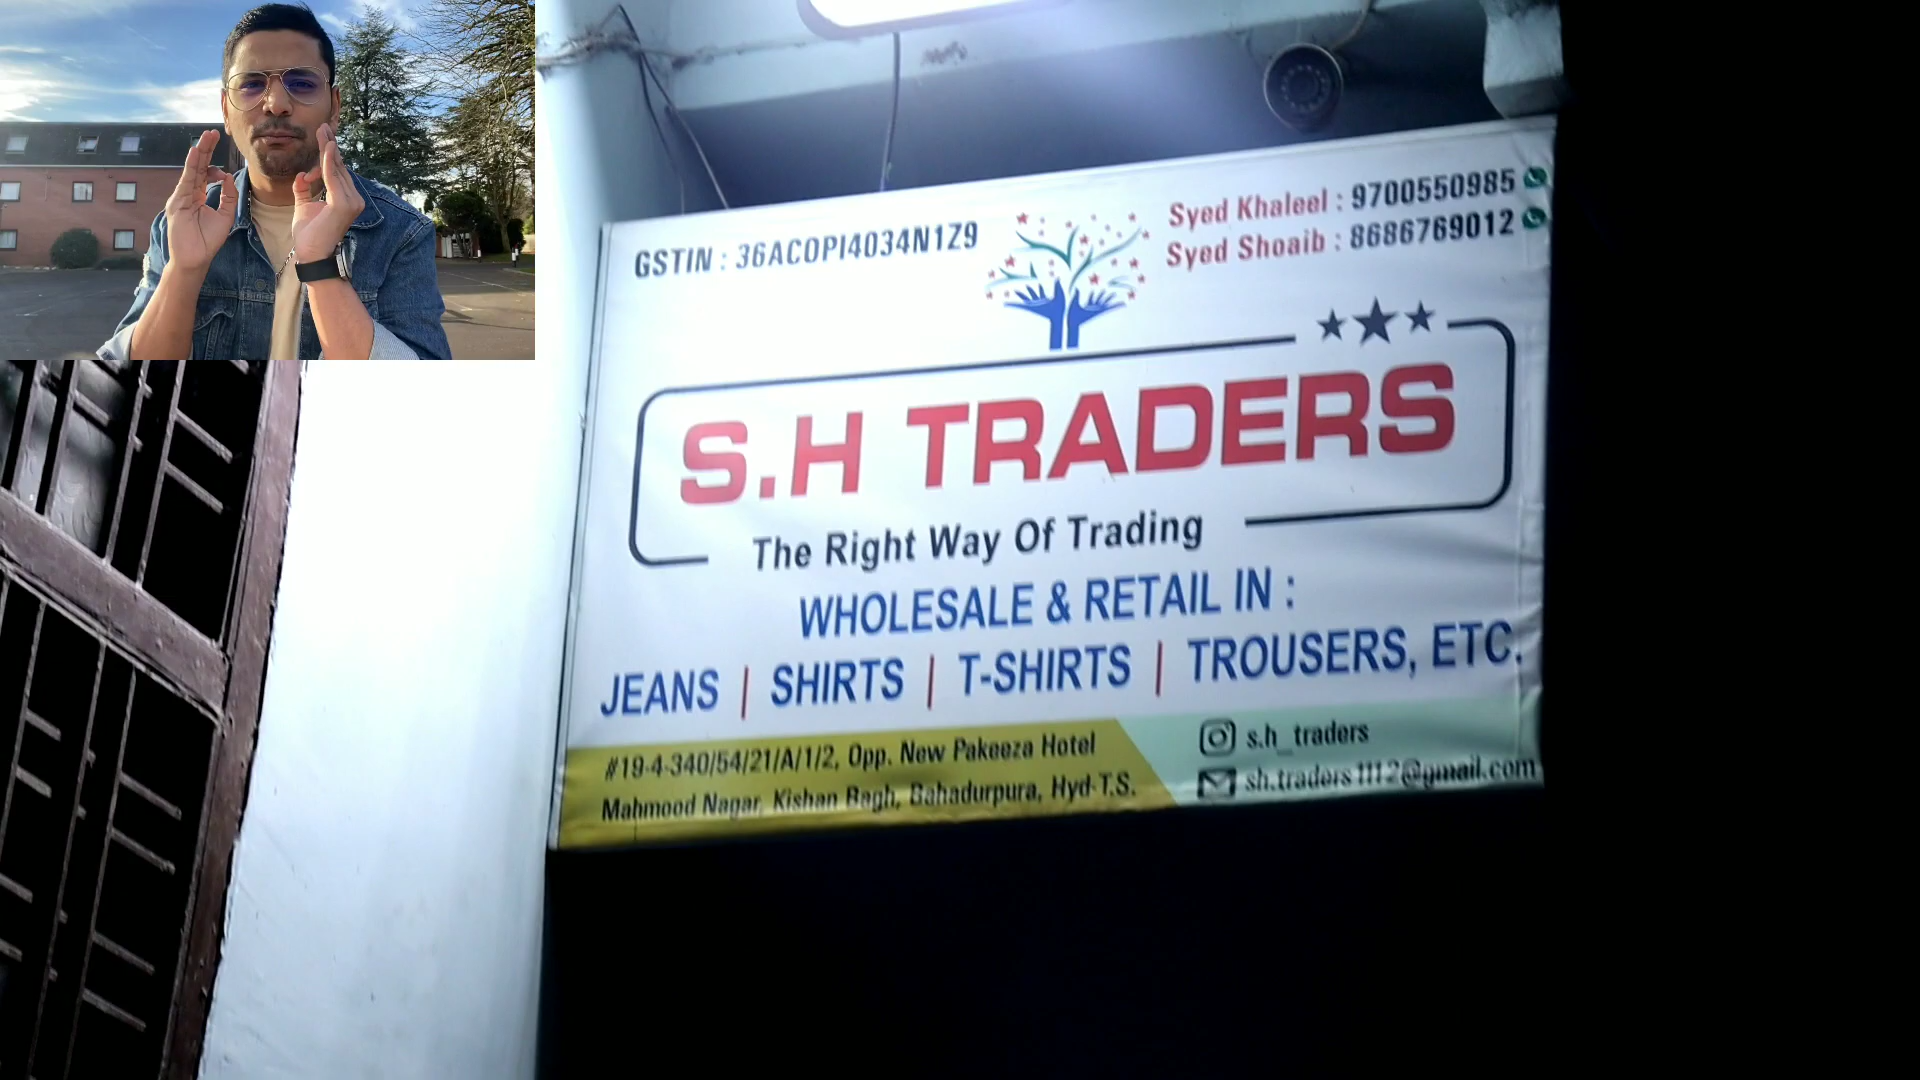 GSTIN : 36ACOPI4034N1Z9
Syed Khaleel : 9700550985
Syed Shoaib : 8686769012
S.H TRADERS
The Right Way Of Trading
WHOLESALE & RETAIL IN :
JEANS | SHIRTS | T-SHIRTS | TROUSERS, ETC.
#19-4-340/54/21/A/1/2, Opp. New Pakeeza Hotel
Mahmood Nagar, Kishan Bagh, Bahadurpura, Hyd-T.S.
s.h_traders
sh.traders1112@gmail.com